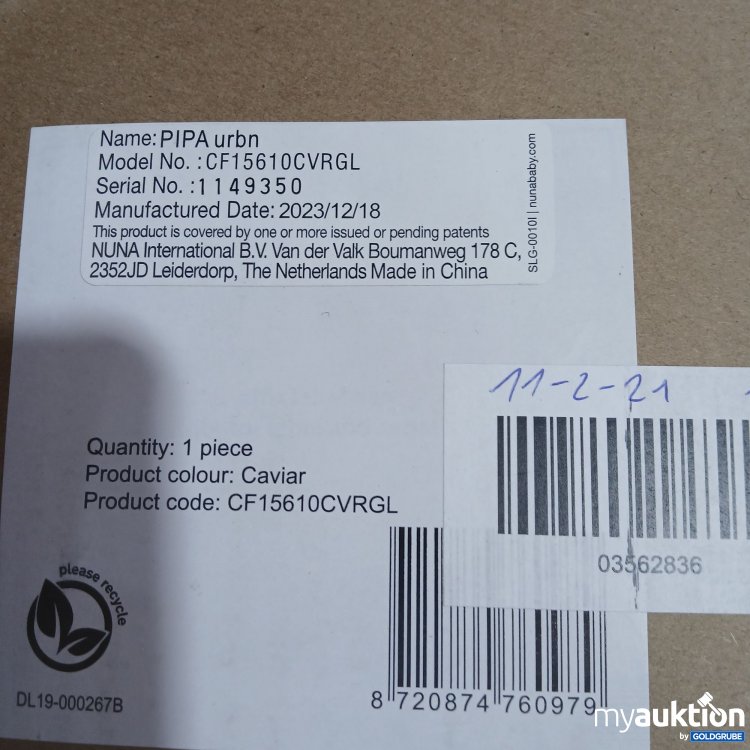 Name: PIPA urbn
Model No. : CF15610CVRGL
Serial No. : 1149350
Manufactured Date: 2023/12/18
This product is covered by one or more issued or pending patents
NUNA International B.V. Van der Valk Boumanweg 178 C,
2352JD Leiderdorp, The Netherlands Made in China
SLG-0010I | nunababy.com
11-2-21
03562836
Quantity: 1 piece
Product colour: Caviar
Product code: CF15610CVRGL
please recycle
DL19-000267B
8 720874 760979
myauktion
by GOLDGRUBE